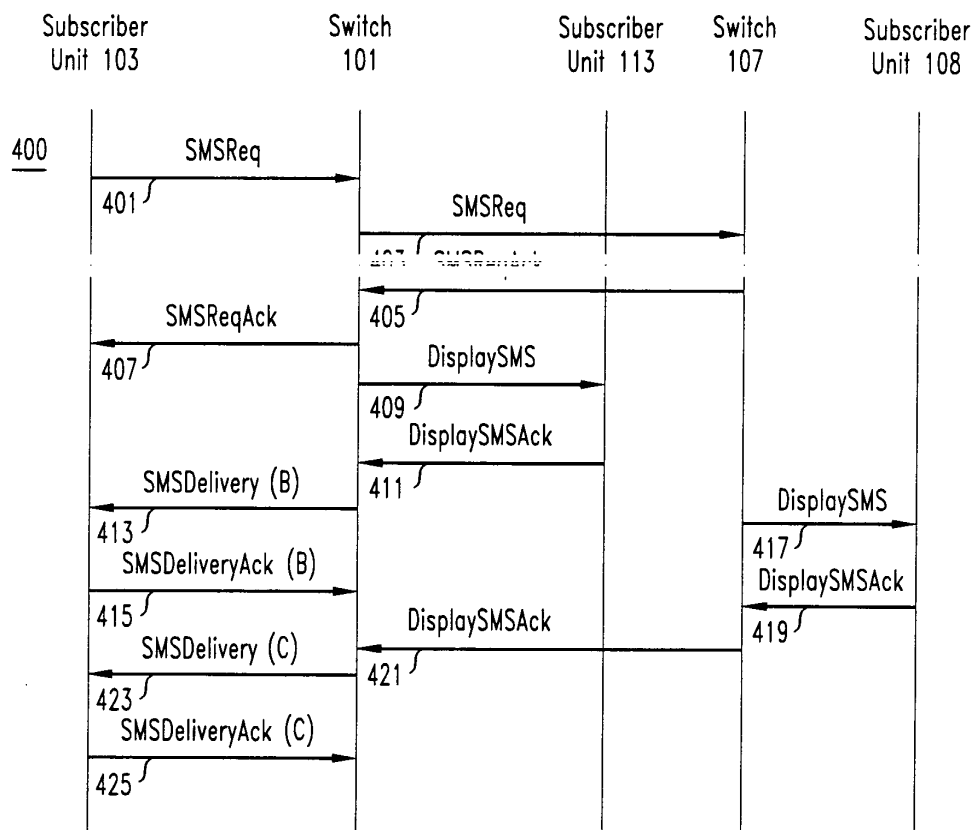 Subscriber
Unit 103
Switch
101
Subscriber
Unit 113
Switch
107
Subscriber
Unit 108
400
SMSReq
401
SMSReq
405
SMSReqAck
407
DisplaySMS
409
DisplaySMSAck
411
SMSDelivery (B)
413
DisplaySMS
417
SMSDeliveryAck (B)
415
DisplaySMSAck
419
DisplaySMSAck
421
SMSDelivery (C)
423
SMSDeliveryAck (C)
425